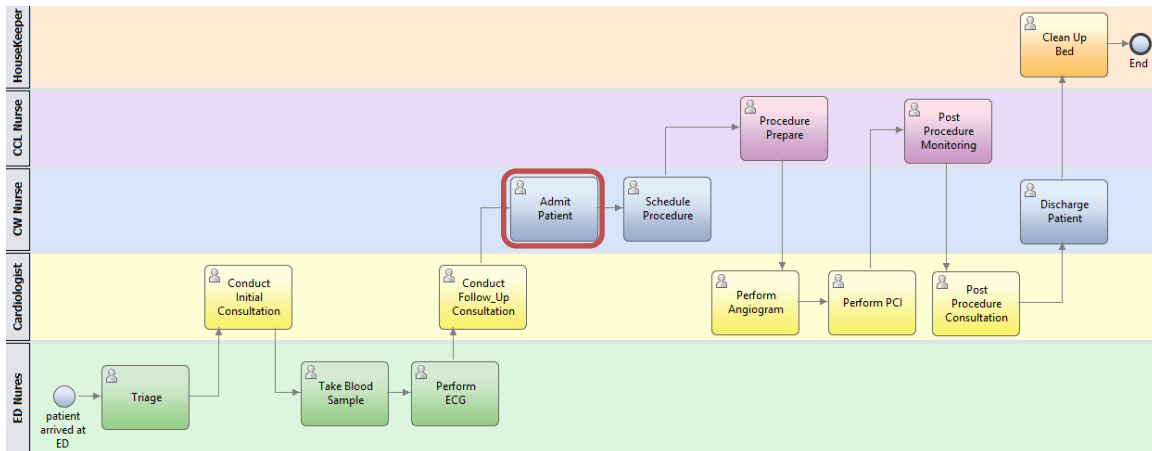 HouseKeeper
Clean Up
Bed
End
CCL Nurse
Procedure
Prepare
Post
Procedure
Monitoring
CW Nurse
Admit
Patient
Schedule
Procedure
Discharge
Patient
Cardiologist
Conduct
Initial
Consultation
Conduct
Follow_Up
Consultation
Perform
Angiogram
Perform PCI
Post
Procedure
Consultation
ED Nures
patient
arrived at
ED
Triage
Take Blood
Sample
Perform
ECG